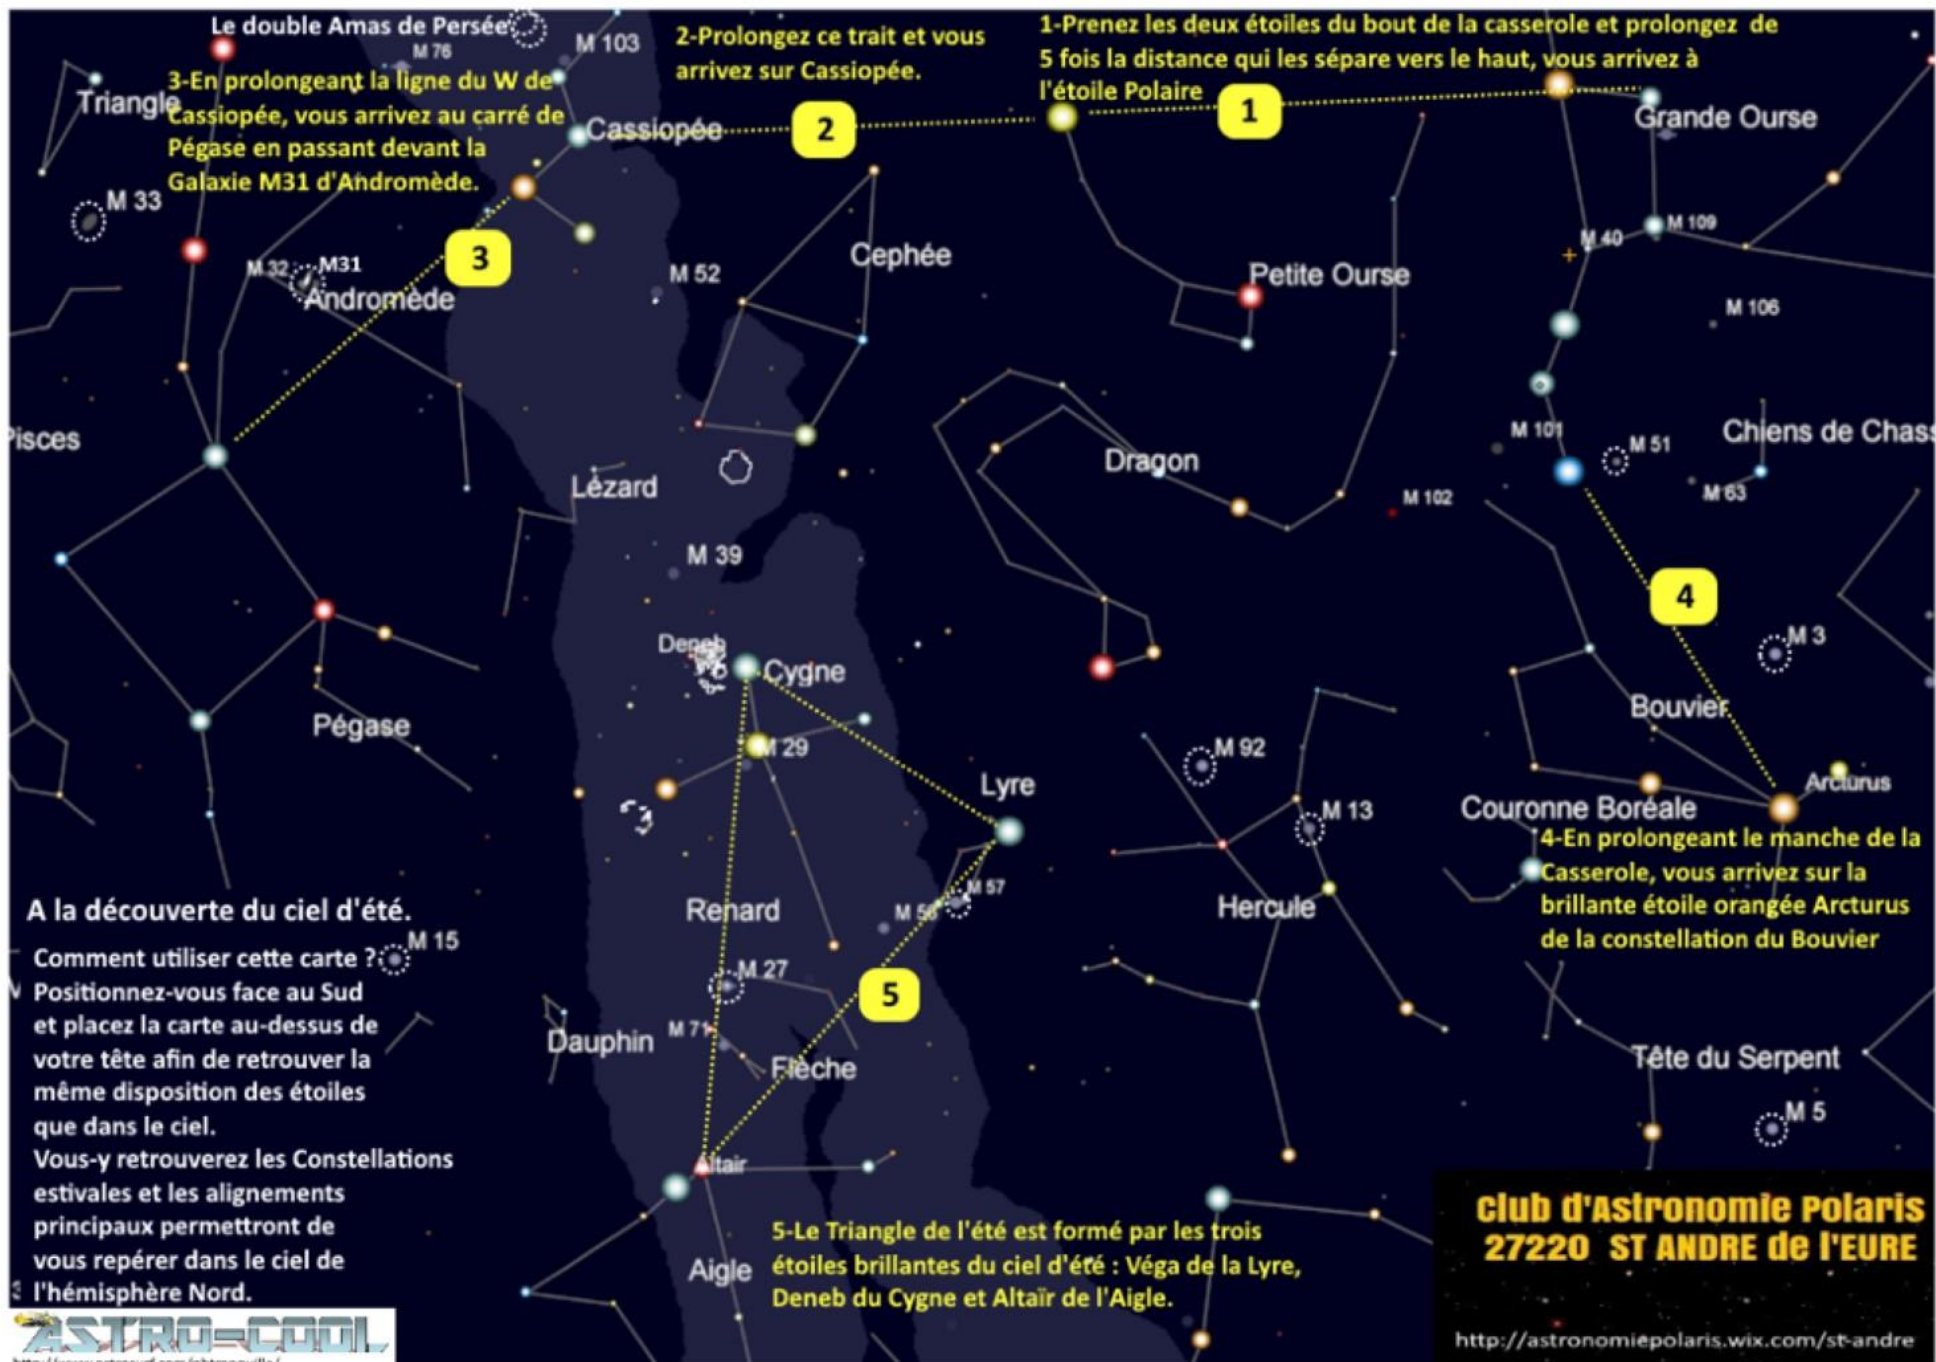 Le double Amas de Persée
M 76
M 103
2-Prolongez ce trait et vous
arrivez sur Cassiopée.
1-Prenez les deux étoiles du bout de la casserole et prolongez de
5 fois la distance qui les sépare vers le haut, vous arrivez à
l'étoile Polaire
3-En prolongeant la ligne du W de
Cassiopée, vous arrivez au carré de
Pégase en passant devant la
Galaxie M31 d'Andromède.
Triangle
Cassiopée
2
1
Grande Ourse
M 33
M 109
M 40
3
Cephée
M 32
M31
Andromède
M 52
Petite Ourse
M 106
Pisces
Lézard
Dragon
M 101
M 51
Chiens de Chass
M 63
M 102
M 39
4
M 3
Deneb
Cygne
Pégase
Bouvier
M 29
M 92
Lyre
Arcturus
M 13
Couronne Boréale
4-En prolongeant le manche de la
Casserole, vous arrivez sur la
brillante étoile orangée Arcturus
de la constellation du Bouvier
M 57
M 56
Renard
Hercule
A la découverte du ciel d'été.
M 15
Comment utiliser cette carte ?
Positionnez-vous face au Sud
et placez la carte au-dessus de
votre tête afin de retrouver la
même disposition des étoiles
que dans le ciel.
Vous-y retrouverez les Constellations
estivales et les alignements
principaux permettront de
vous repérer dans le ciel de
l'hémisphère Nord.
M 27
5
Dauphin
M 71
Flèche
Tête du Serpent
M 5
Altair
Aigle
5-Le Triangle de l'été est formé par les trois
étoiles brillantes du ciel d'été : Véga de la Lyre,
Deneb du Cygne et Altaïr de l'Aigle.
Club d'Astronomie Polaris
27220 ST ANDRE de l'EURE
http://astronomiepolaris.wix.com/st-andre
ASTRO-COOL